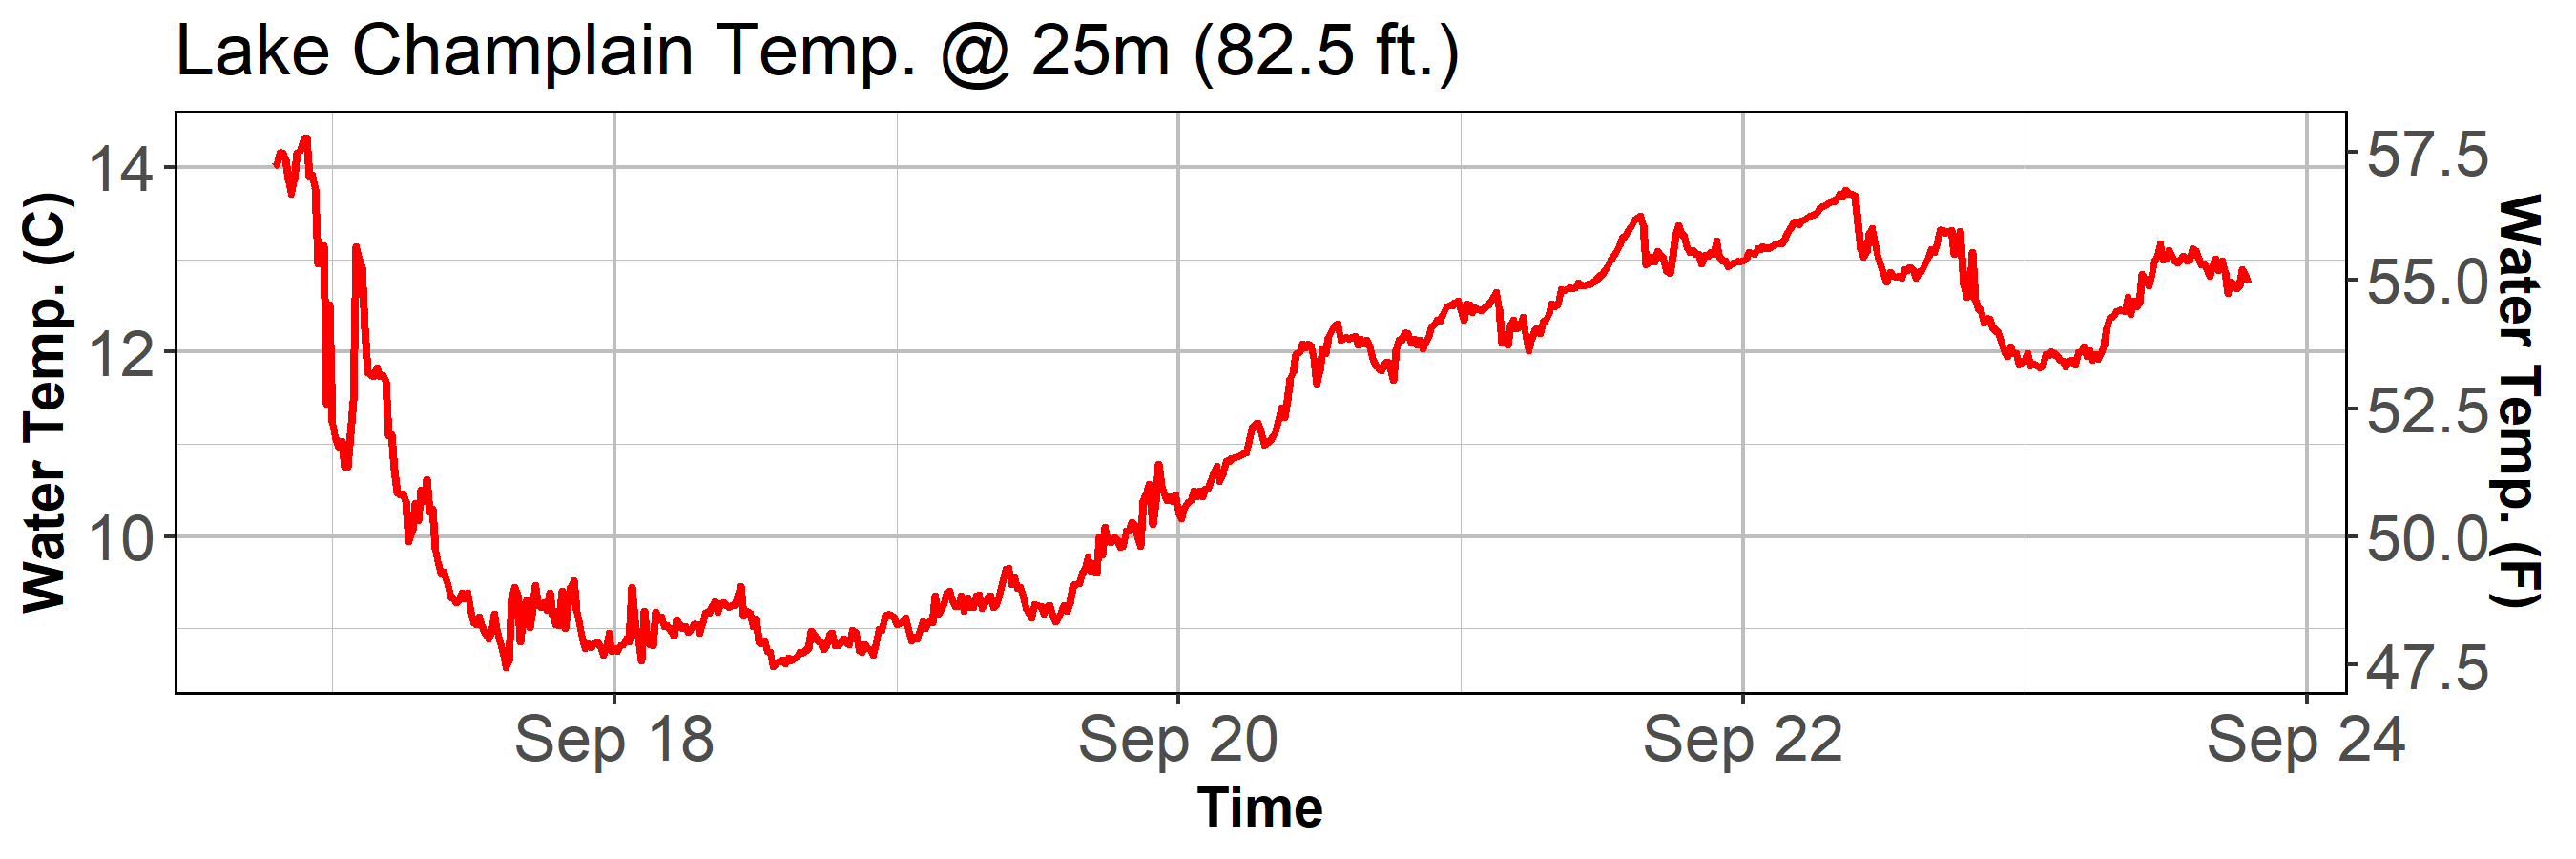 Lake Champlain Temp. @ 25m (82.5 ft.)
Water Temp. (C)
14
12
10
57.5
55.0
52.5
50.0
47.5
Water Temp. (F)
Sep 18 Sep 20 Sep 22 Sep 24
Time